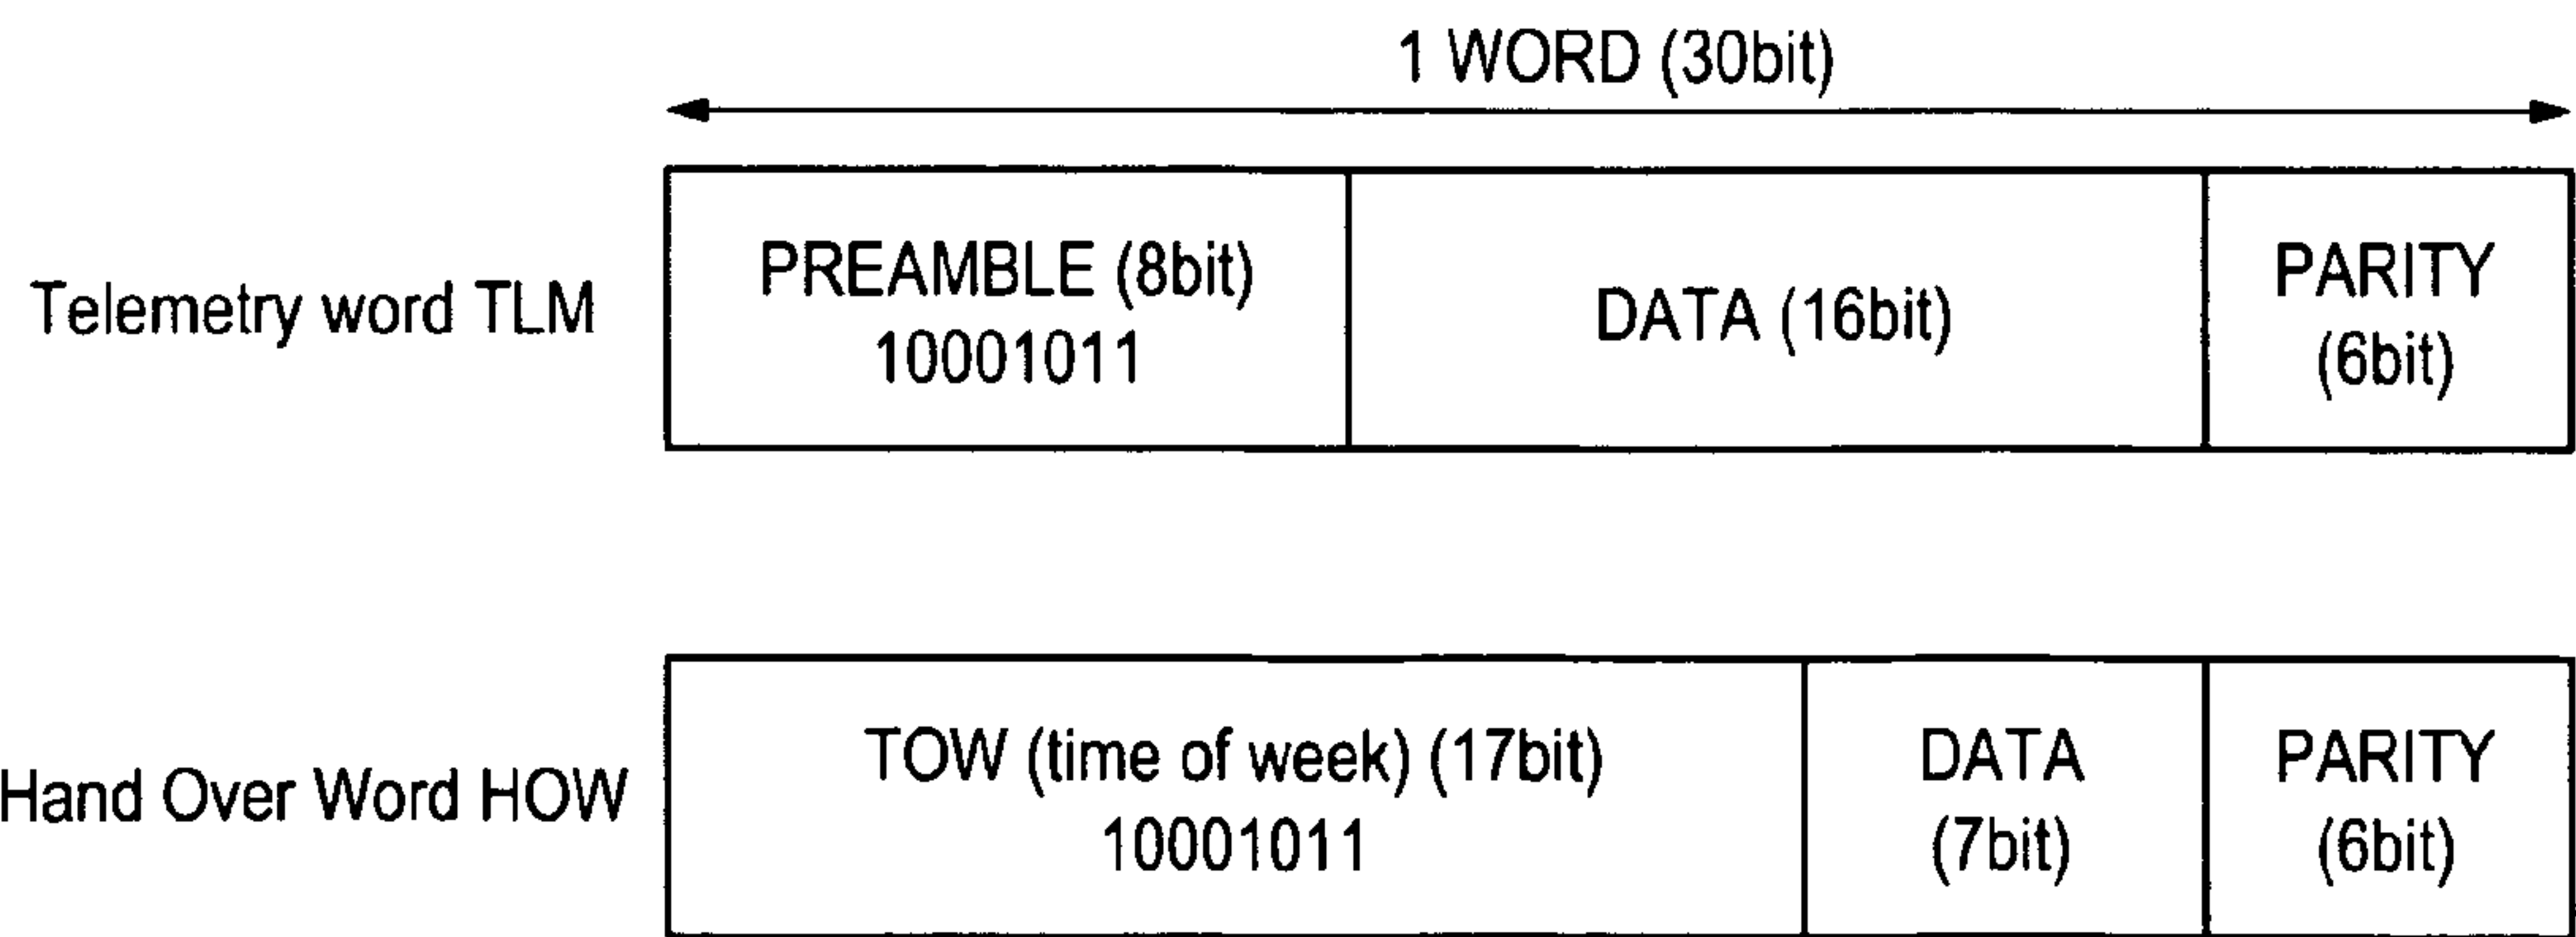 1 WORD (30bit)
Telemetry word TLM
PREAMBLE (8bit)
10001011
DATA (16bit)
PARITY
(6bit)
Hand Over Word HOW
TOW (time of week) (17bit)
10001011
DATA
(7bit)
PARITY
(6bit)